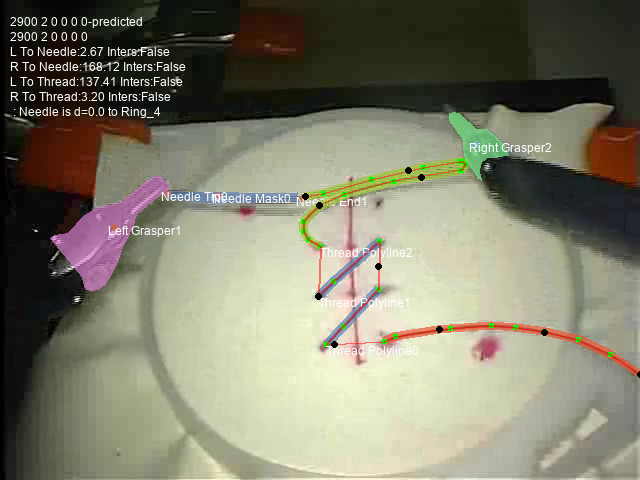 2900 2 0 0 0 0-predicted
2900 2 0 0 0 0
L To Needle:2.67 Inters:False
R To Needle:168.12 Inters:False
L To Thread:137.41 Inters:False
R To Thread:3.20 Inters:False
: Needle is d=0.0 to Ring_4
Right Grasper2
Needle Tip
Needle Mask0
Needle End1
Left Grasper1
Thread Polyline2
Thread Polyline1
Thread Polyline0